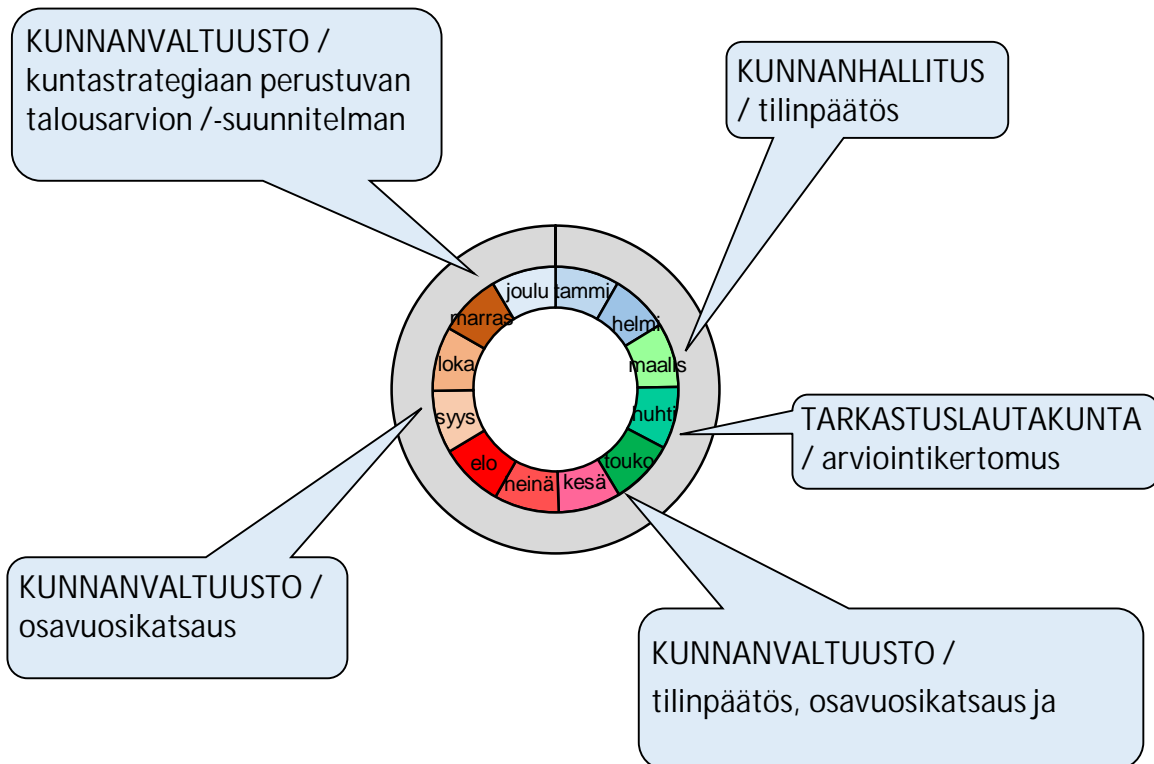 KUNNANVALTUUSTO /
kuntastrategiaan perustuvan
talousarvion /-suunnitelman
KUNNANHALLITUS
/ tilinpäätös
joulu
tammi
helmi
maalis
huhti
touko
kesä
heinä
elo
syys
loka
marras
TARKASTUSLAUTAKUNTA
/ arviointikertomus
KUNNANVALTUUSTO /
osavuosikatsaus
KUNNANVALTUUSTO /
tilinpäätös, osavuosikatsaus ja